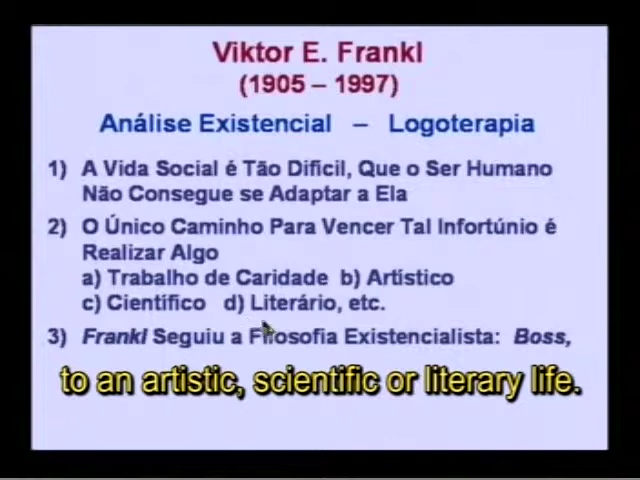 Viktor E. Frankl
(1905 – 1997)
Análise Existencial – Logoterapia
1) A Vida Social é Tão Difícil, Que o Ser Humano
Não Consegue se Adaptar a Ela
2) O Único Caminho Para Vencer Tal Infortúnio é
Realizar Algo
a) Trabalho de Caridade b) Artístico
c) Científico d) Literário, etc.
3) Frankl Seguiu a Filosofia Existencialista: Boss,
to an artistic, scientific or literary life.